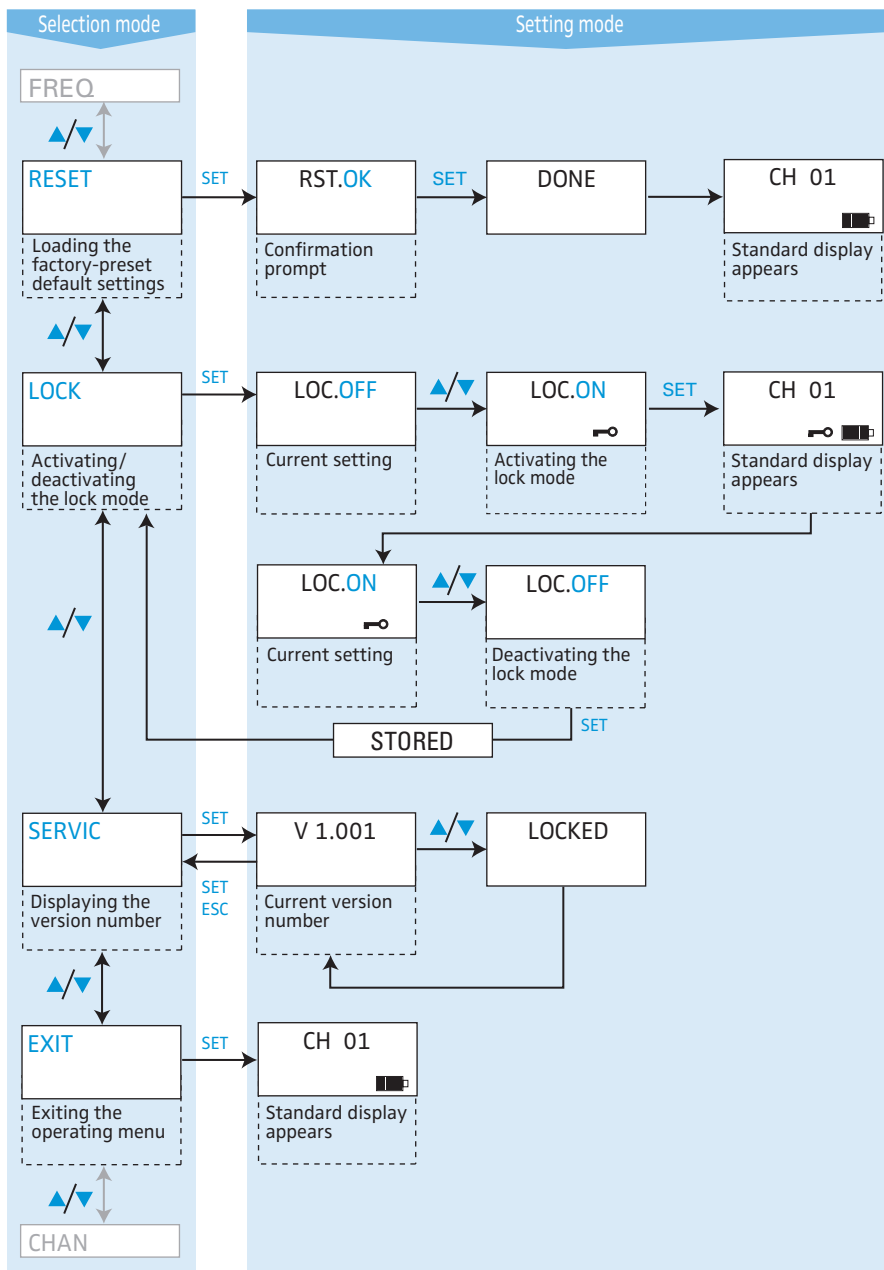 Selection mode
Setting mode
FREQ
RESET
SET
RST.OK
SET
DONE
CH 01
Loading the
factory-preset
default settings
Confirmation
prompt
Standard display
appears
LOCK
SET
LOC.OFF
LOC.ON
SET
CH 01
Activating/
deactivating
the lock mode
Current setting
Activating the
lock mode
Standard display
appears
LOC.ON
LOC.OFF
Current setting
Deactivating the
lock mode
SET
STORED
SERVIC
SET
V 1.001
LOCKED
SET
ESC
Displaying the
version number
Current version
number
EXIT
SET
CH 01
Exiting the
operating menu
Standard display
appears
CHAN